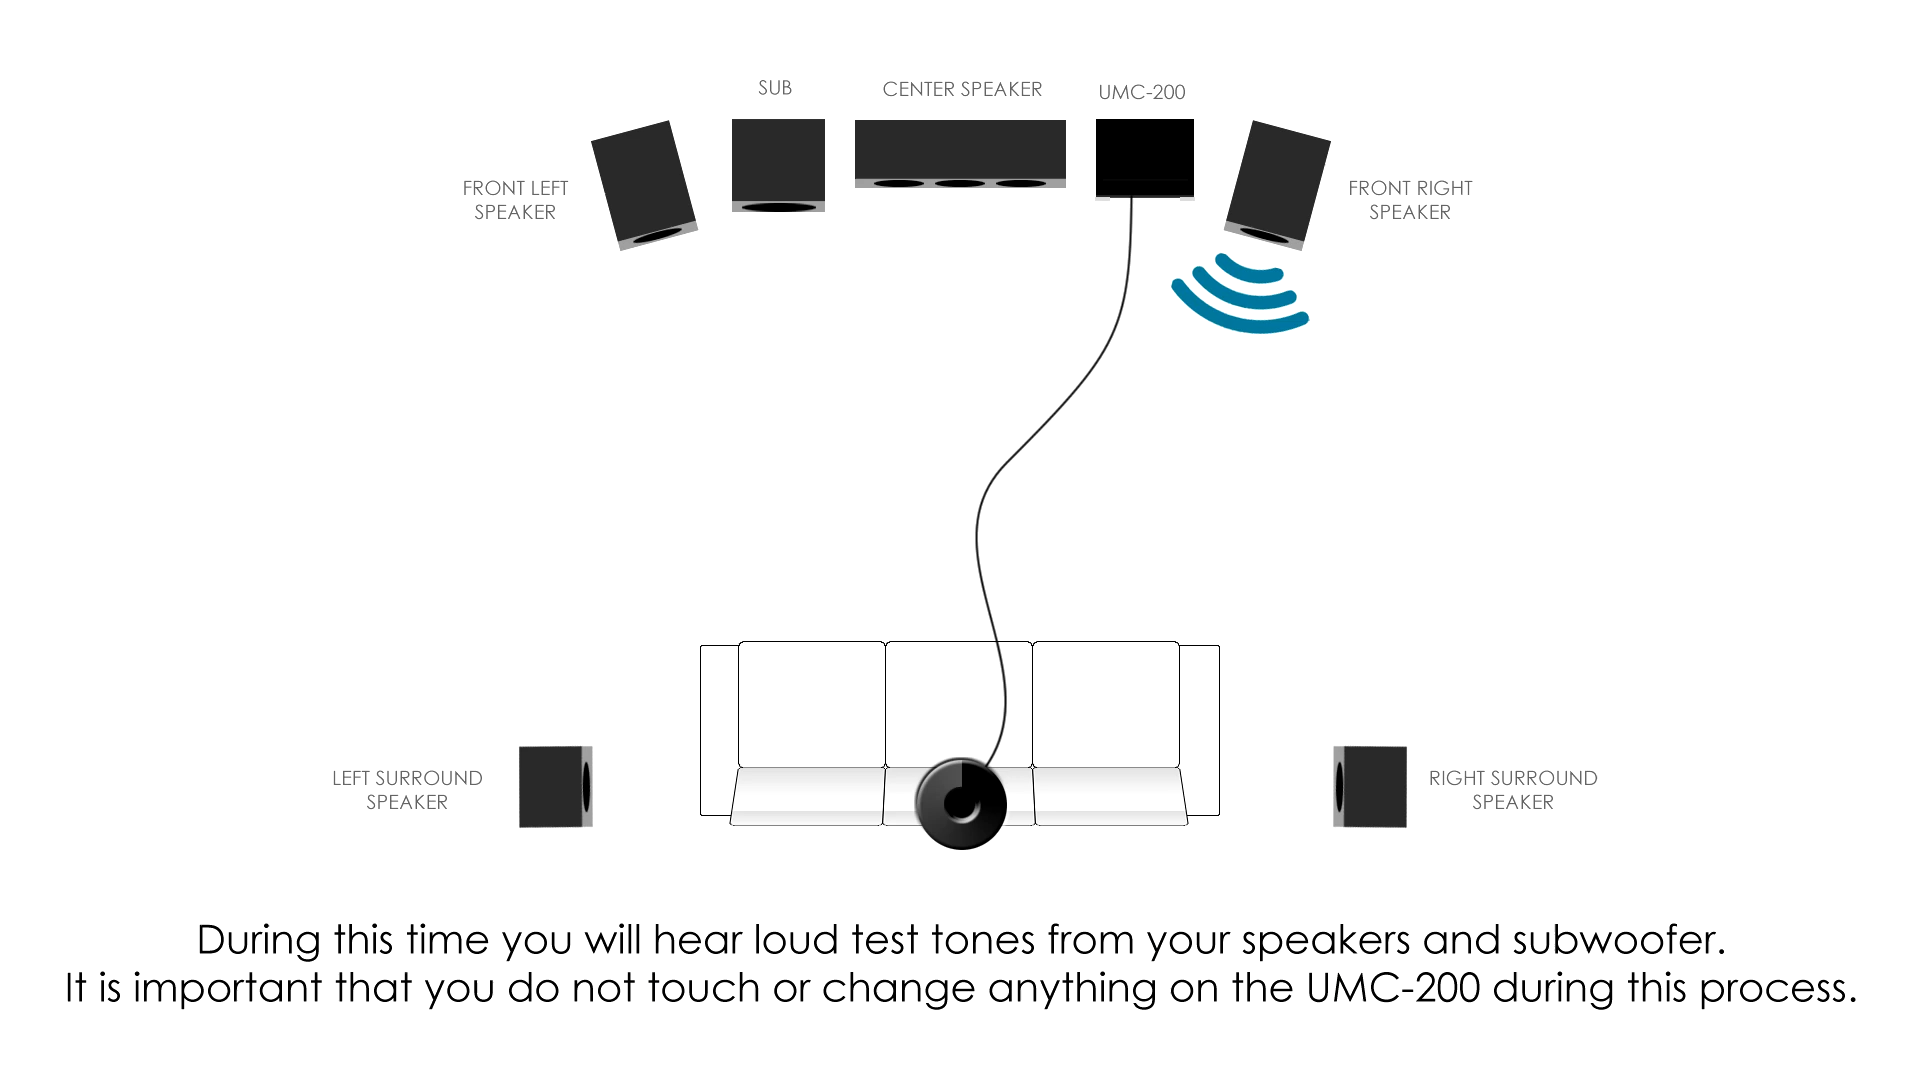 SUB
CENTER SPEAKER
UMC-200
FRONT LEFT
SPEAKER
FRONT RIGHT
SPEAKER
LEFT SURROUND
SPEAKER
RIGHT SURROUND
SPEAKER
During this time you will hear loud test tones from your speakers and subwoofer.
It is important that you do not touch or change anything on the UMC-200 during this process.